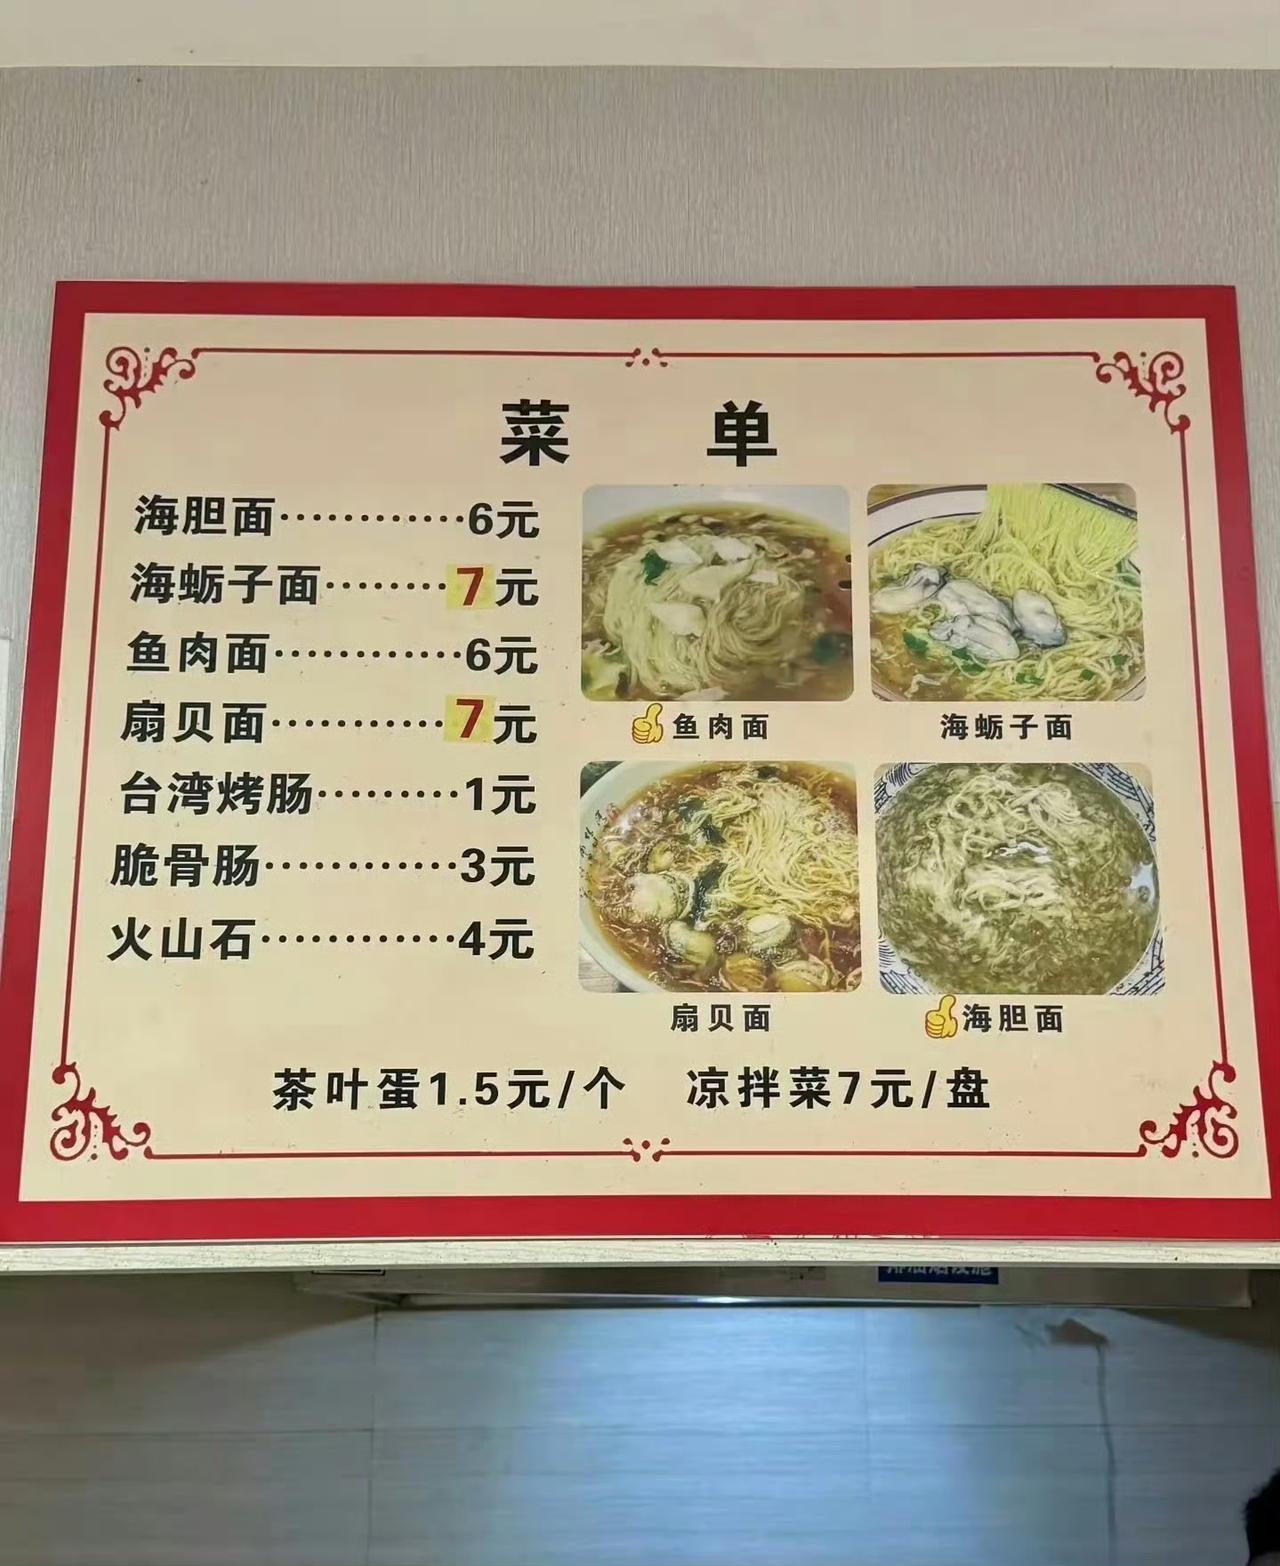 菜单
海胆面············6元
海蛎子面········7元
鱼肉面············6元
扇贝面···········7元
台湾烤肠·········1元
脆骨肠············3元
火山石············4元
鱼肉面
海蛎子面
扇贝面
海胆面
茶叶蛋1.5元/个 凉拌菜7元/盘